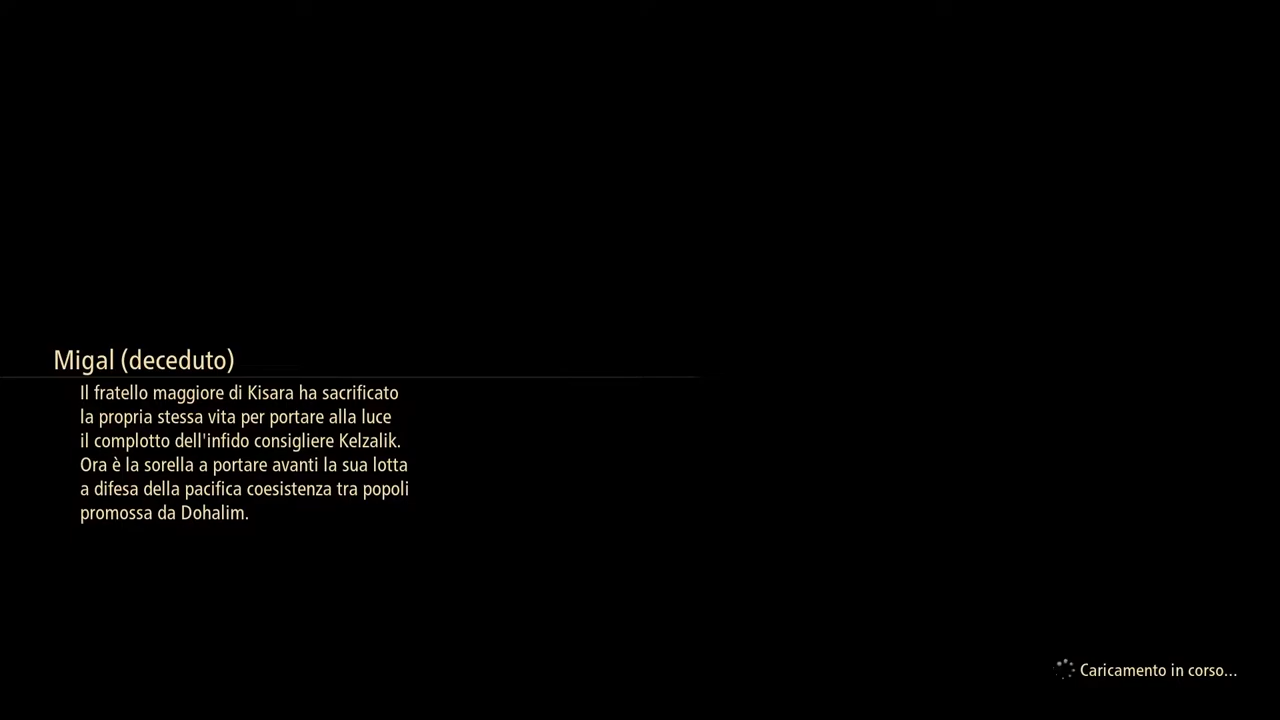 Migal (deceduto)
Il fratello maggiore di Kisara ha sacrificato
la propria stessa vita per portare alla luce
il complotto dell'infido consigliere Kelzalik.
Ora è la sorella a portare avanti la sua lotta
a difesa della pacifica coesistenza tra popoli
promossa da Dohalim.
Caricamento in corso...